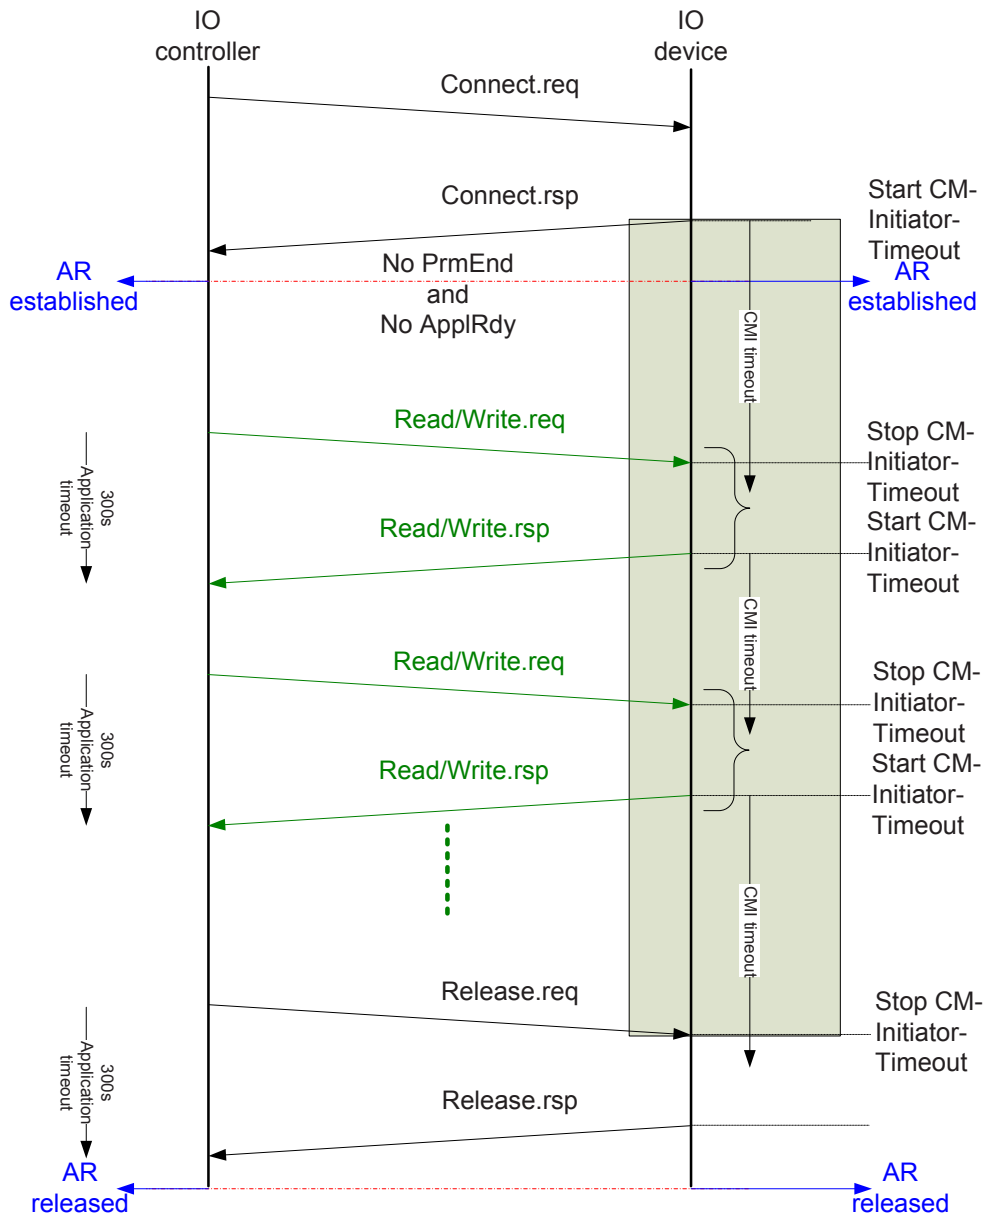 IO
controller
IO
device
Connect.req
Connect.rsp
Start CM-
Initiator-
Timeout
AR
established
No PrmEnd
and
No ApplRdy
AR
established
CMI timeout
Read/Write.req
Stop CM-
Initiator-
Timeout
300s
Application
timeout
Read/Write.rsp
Start CM-
Initiator-
Timeout
CMI timeout
Read/Write.req
Stop CM-
Initiator-
Timeout
300s
Application
timeout
Read/Write.rsp
Start CM-
Initiator-
Timeout
CMI timeout
Release.req
Stop CM-
Initiator-
Timeout
300s
Application
timeout
Release.rsp
AR
released
AR
released